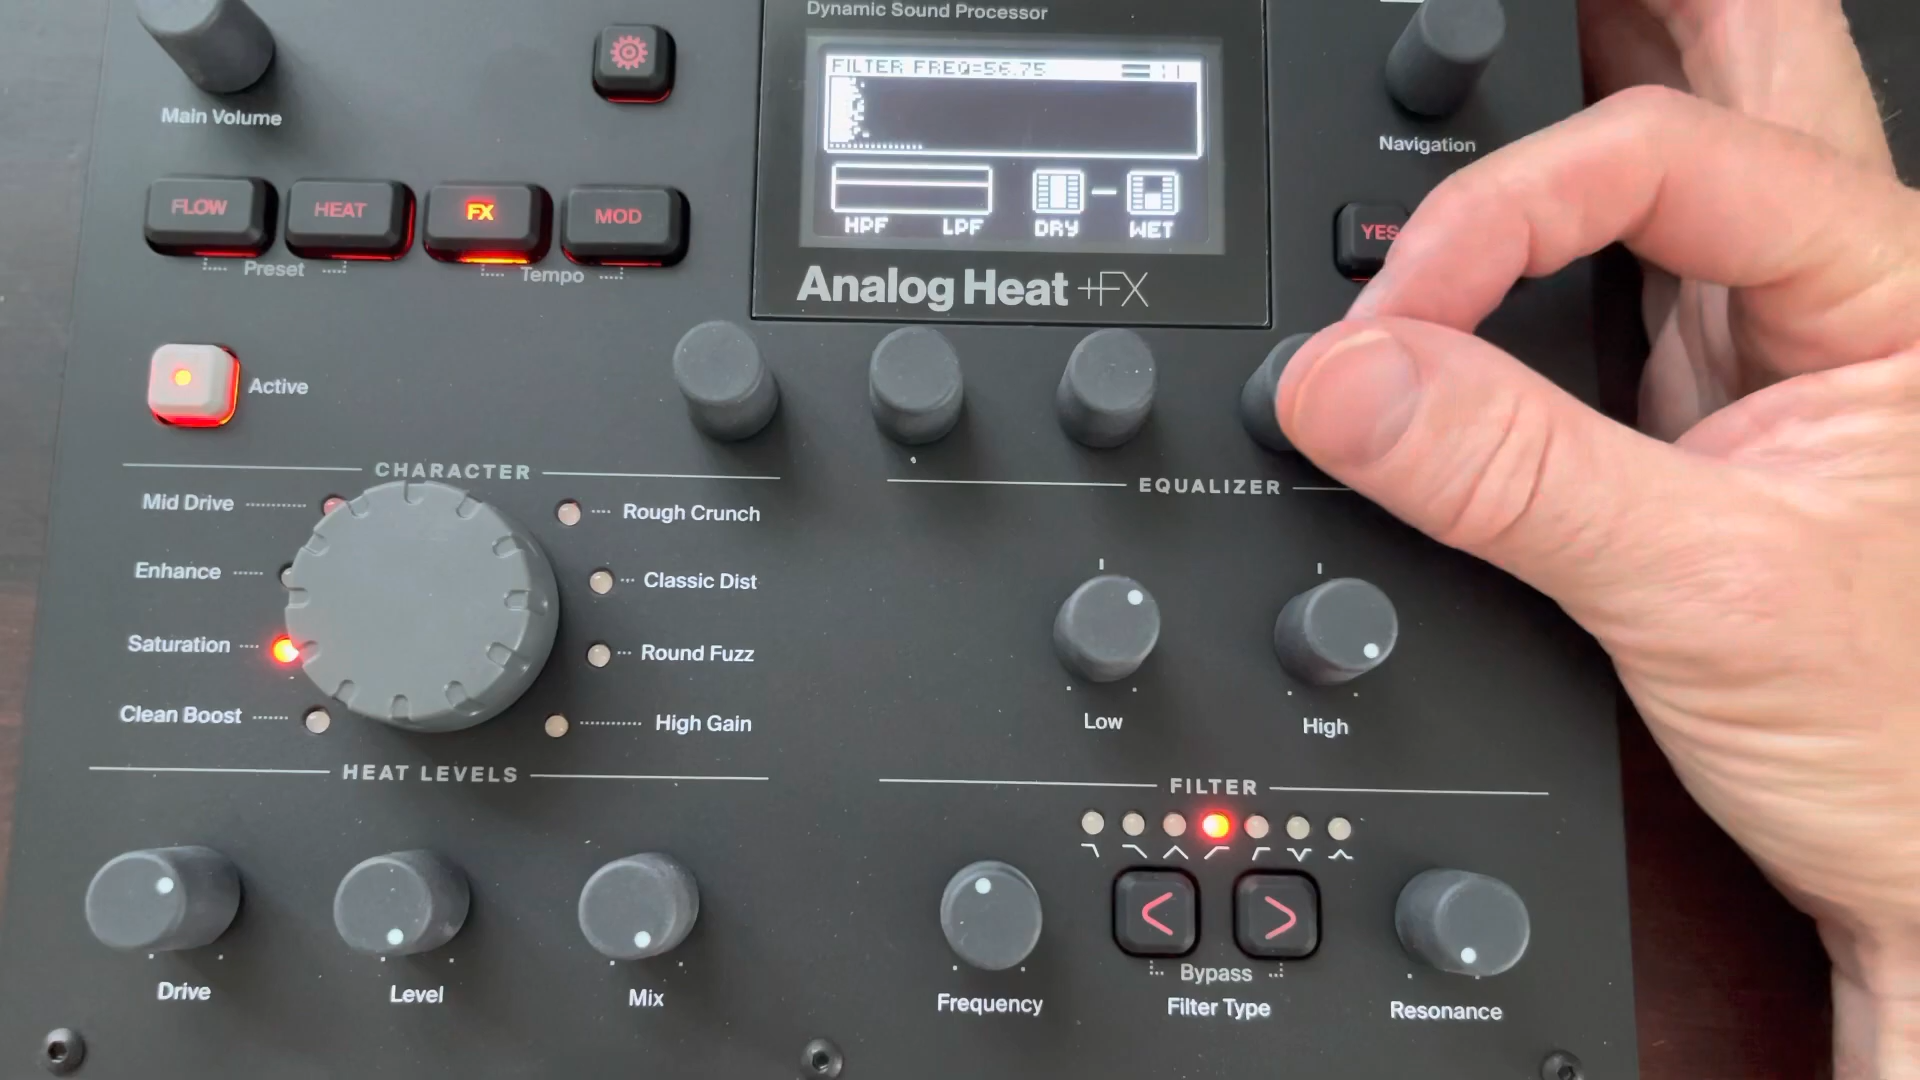 Dynamic Sound Processor
FILTER FREQ=56.75
HPF LPF DRY WET
Analog Heat +FX
Main Volume
Navigation
FLOW HEAT FX MOD
YES
Preset Tempo
Active
CHARACTER
Mid Drive Rough Crunch
Enhance Classic Dist
Saturation Round Fuzz
Clean Boost High Gain
EQUALIZER
Low High
HEAT LEVELS
FILTER
Drive Level Mix
Frequency
Bypass
Filter Type
Resonance